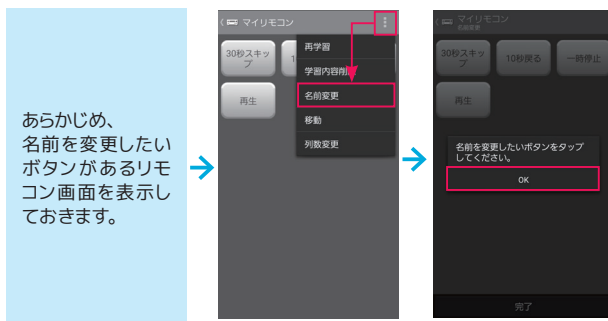 あらかじめ、
名前を変更したい
ボタンがあるリモ
コン画面を表示し
ておきます。
マイリモコン
30秒スキッ
プ
1
再生
再学習
学習内容削
名前変更
移動
列数変更
マイリモコン
名前変更
30秒スキッ
プ
10秒戻る
一時停止
再生
名前を変更したいボタンをタップ
してください。
OK
完了